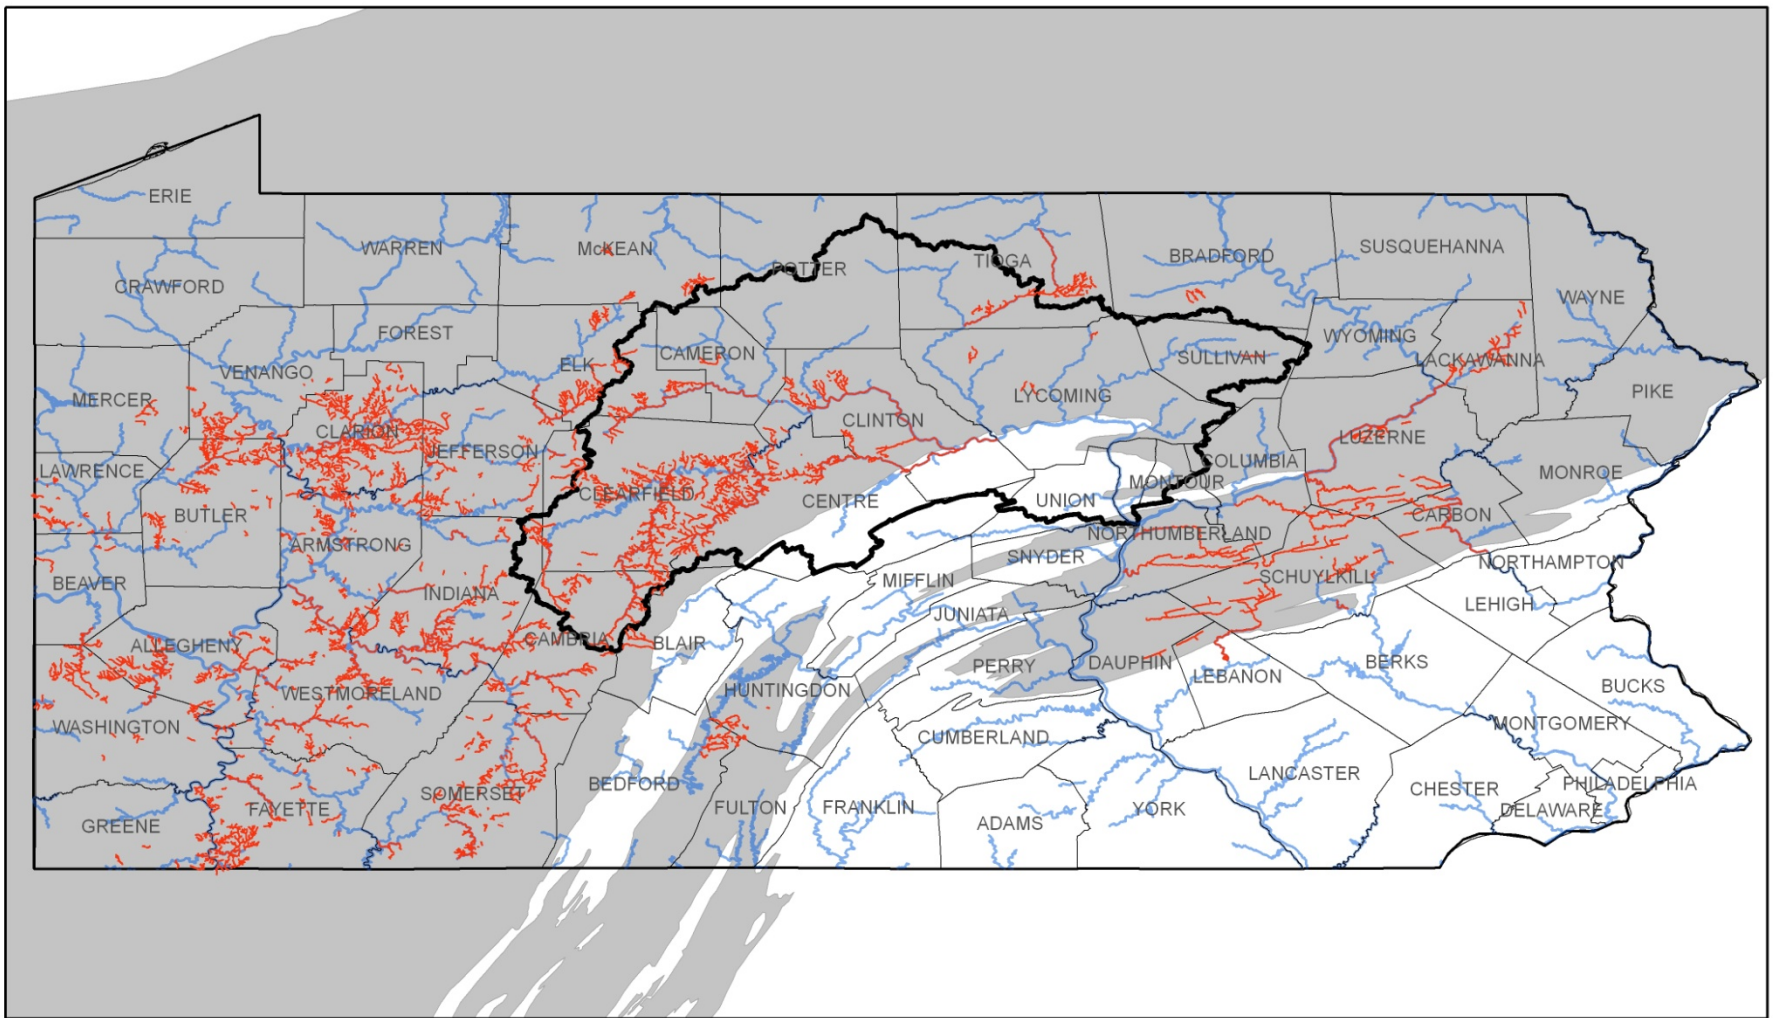 ERIE
WARREN
McKEAN
POTTER
TIOGA
BRADFORD
SUSQUEHANNA
CRAWFORD
WAYNE
FOREST
WYOMING
CAMERON
SULLIVAN
LACKAWANNA
ELK
VENANGO
MERCER
LYCOMING
PIKE
CLINTON
CLARION
JEFFERSON
LUZERNE
LAWRENCE
COLUMBIA
MONROE
MONTOUR
CLEARFIELD
CENTRE
UNION
BUTLER
CARBON
NORTHUMBERLAND
ARMSTRONG
SNYDER
NORTHAMPTON
BEAVER
MIFFLIN
SCHUYLKILL
INDIANA
LEHIGH
JUNIATA
CAMBRIA
BLAIR
ALLEGHENY
PERRY
DAUPHIN
BERKS
LEBANON
BUCKS
HUNTINGDON
WESTMORELAND
WASHINGTON
MONTGOMERY
CUMBERLAND
LANCASTER
BEDFORD
PHILADELPHIA
CHESTER
SOMERSET
FULTON
FRANKLIN
YORK
FAYETTE
DELAWARE
GREENE
ADAMS